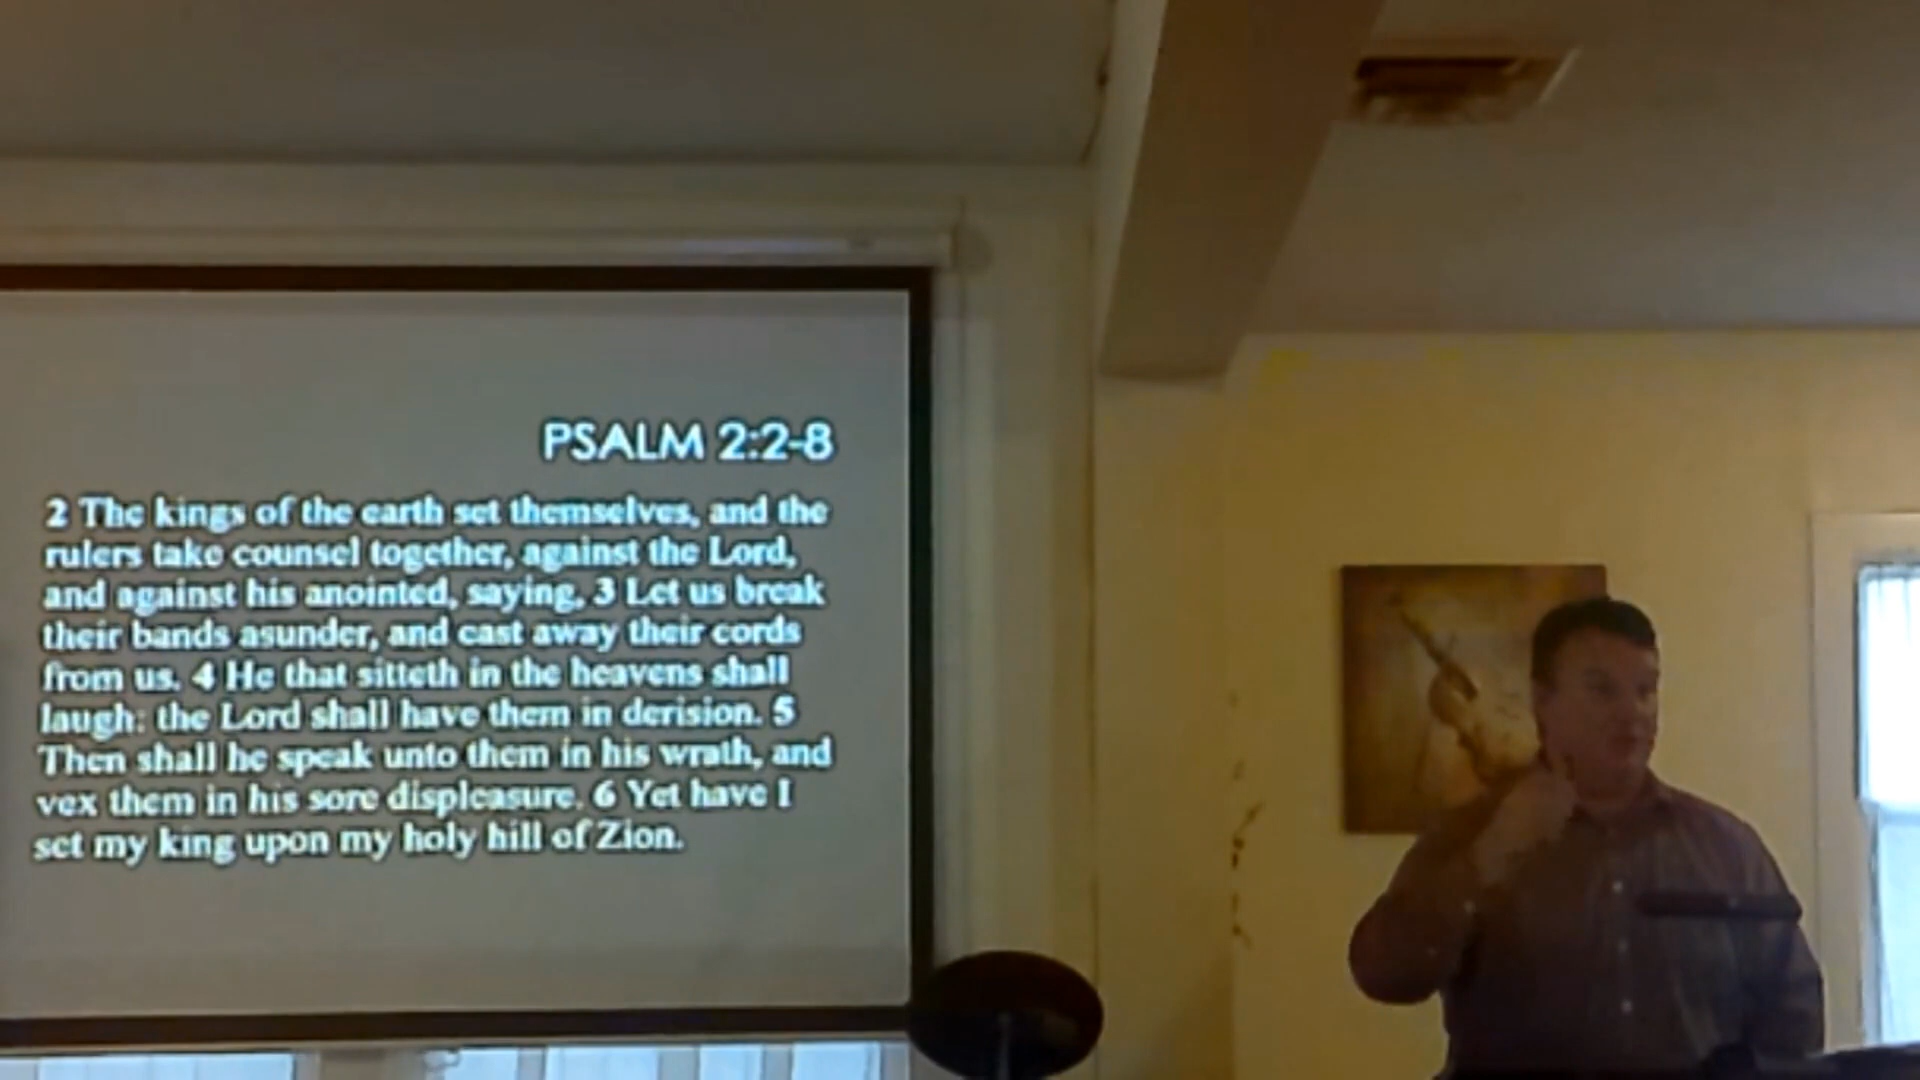 PSALM 2:2-8
2 The kings of the earth set themselves, and the
rulers take counsel together, against the Lord,
and against his anointed, saying, 3 Let us break
their bands asunder, and cast away their cords
from us. 4 He that sitteth in the heavens shall
laugh: the Lord shall have them in derision. 5
Then shall he speak unto them in his wrath, and
vex them in his sore displeasure. 6 Yet have I
set my king upon my holy hill of Zion.